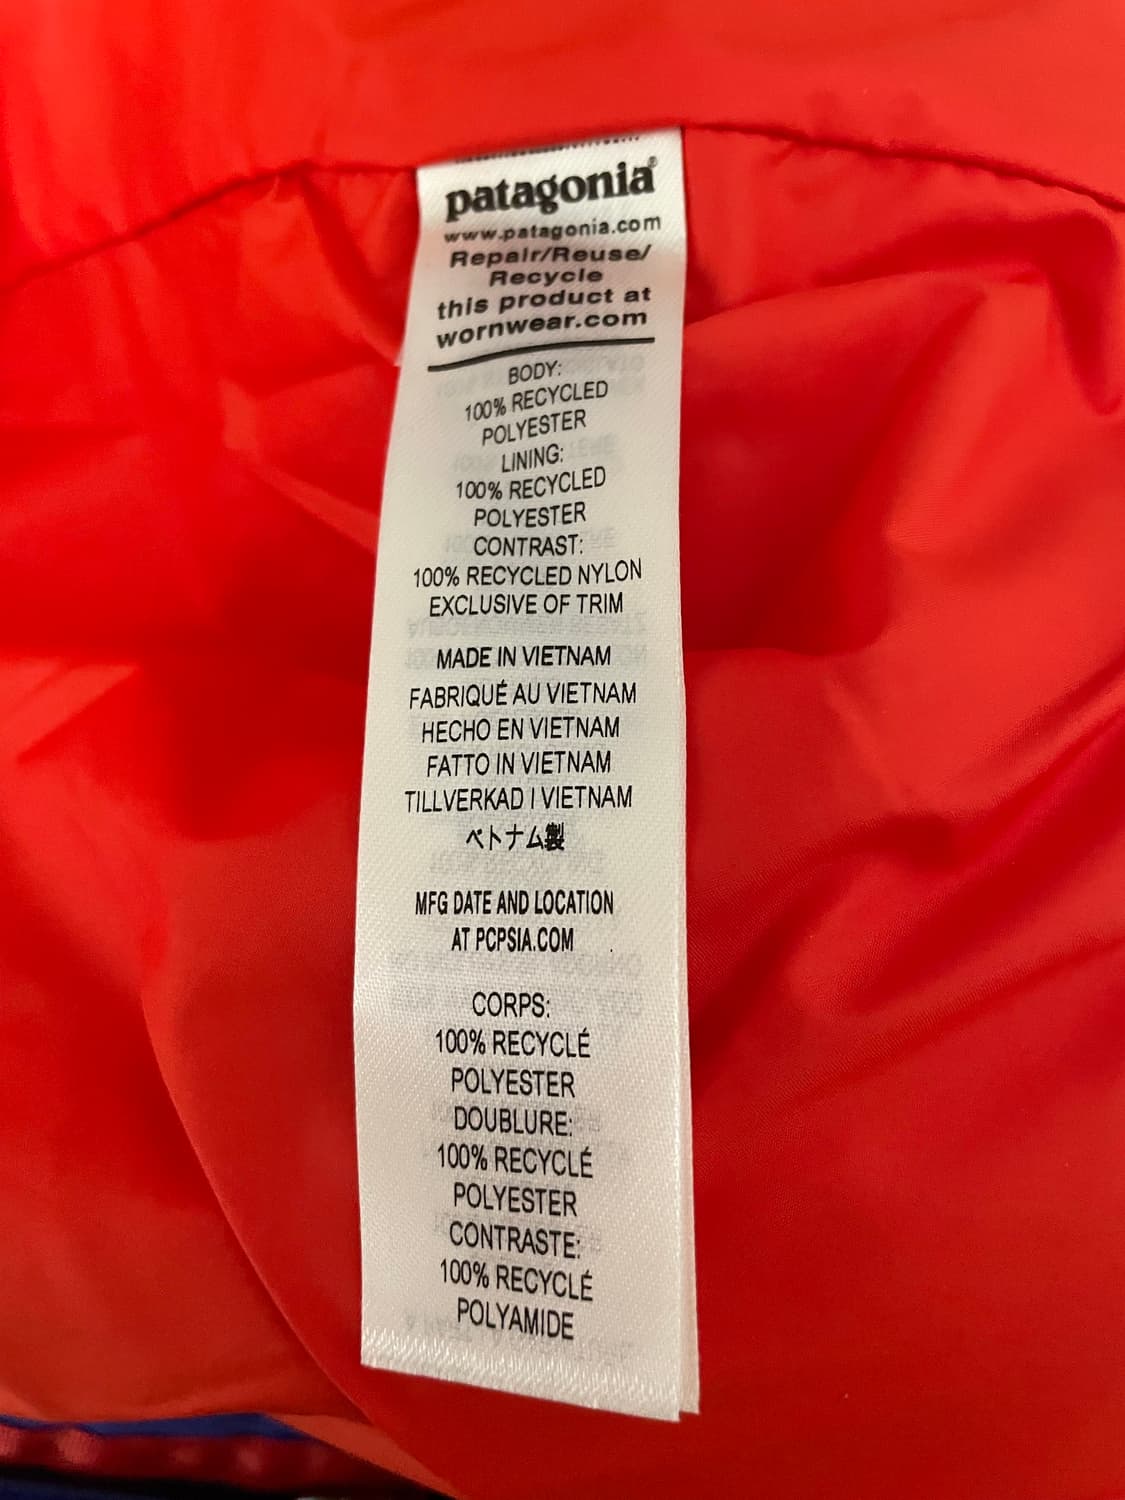 patagonia®
www.patagonia.com
Repair/Reuse/
Recycle
this product at
wornwear.com
BODY:
100% RECYCLED
POLYESTER
LINING:
100% RECYCLED
POLYESTER
CONTRAST:
100% RECYCLED NYLON
EXCLUSIVE OF TRIM
MADE IN VIETNAM
FABRIQUÉ AU VIETNAM
HECHO EN VIETNAM
FATTO IN VIETNAM
TILLVERKAD I VIETNAM
ベトナム製
MFG DATE AND LOCATION
AT PCPSIA.COM
CORPS:
100% RECYCLÉ
POLYESTER
DOUBLURE:
100% RECYCLÉ
POLYESTER
CONTRASTE:
100% RECYCLÉ
POLYAMIDE